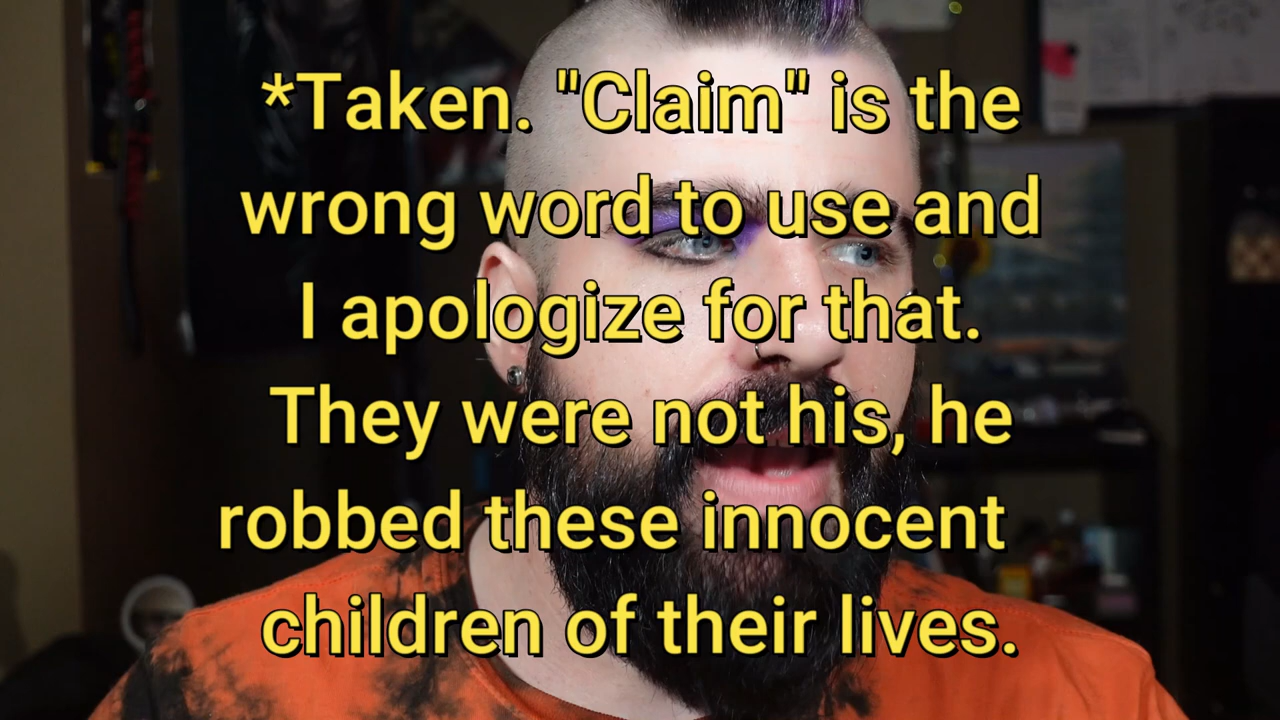 *Taken. "Claim" is the
wrong word to use and
I apologize for that.
They were not his, he
robbed these innocent
children of their lives.